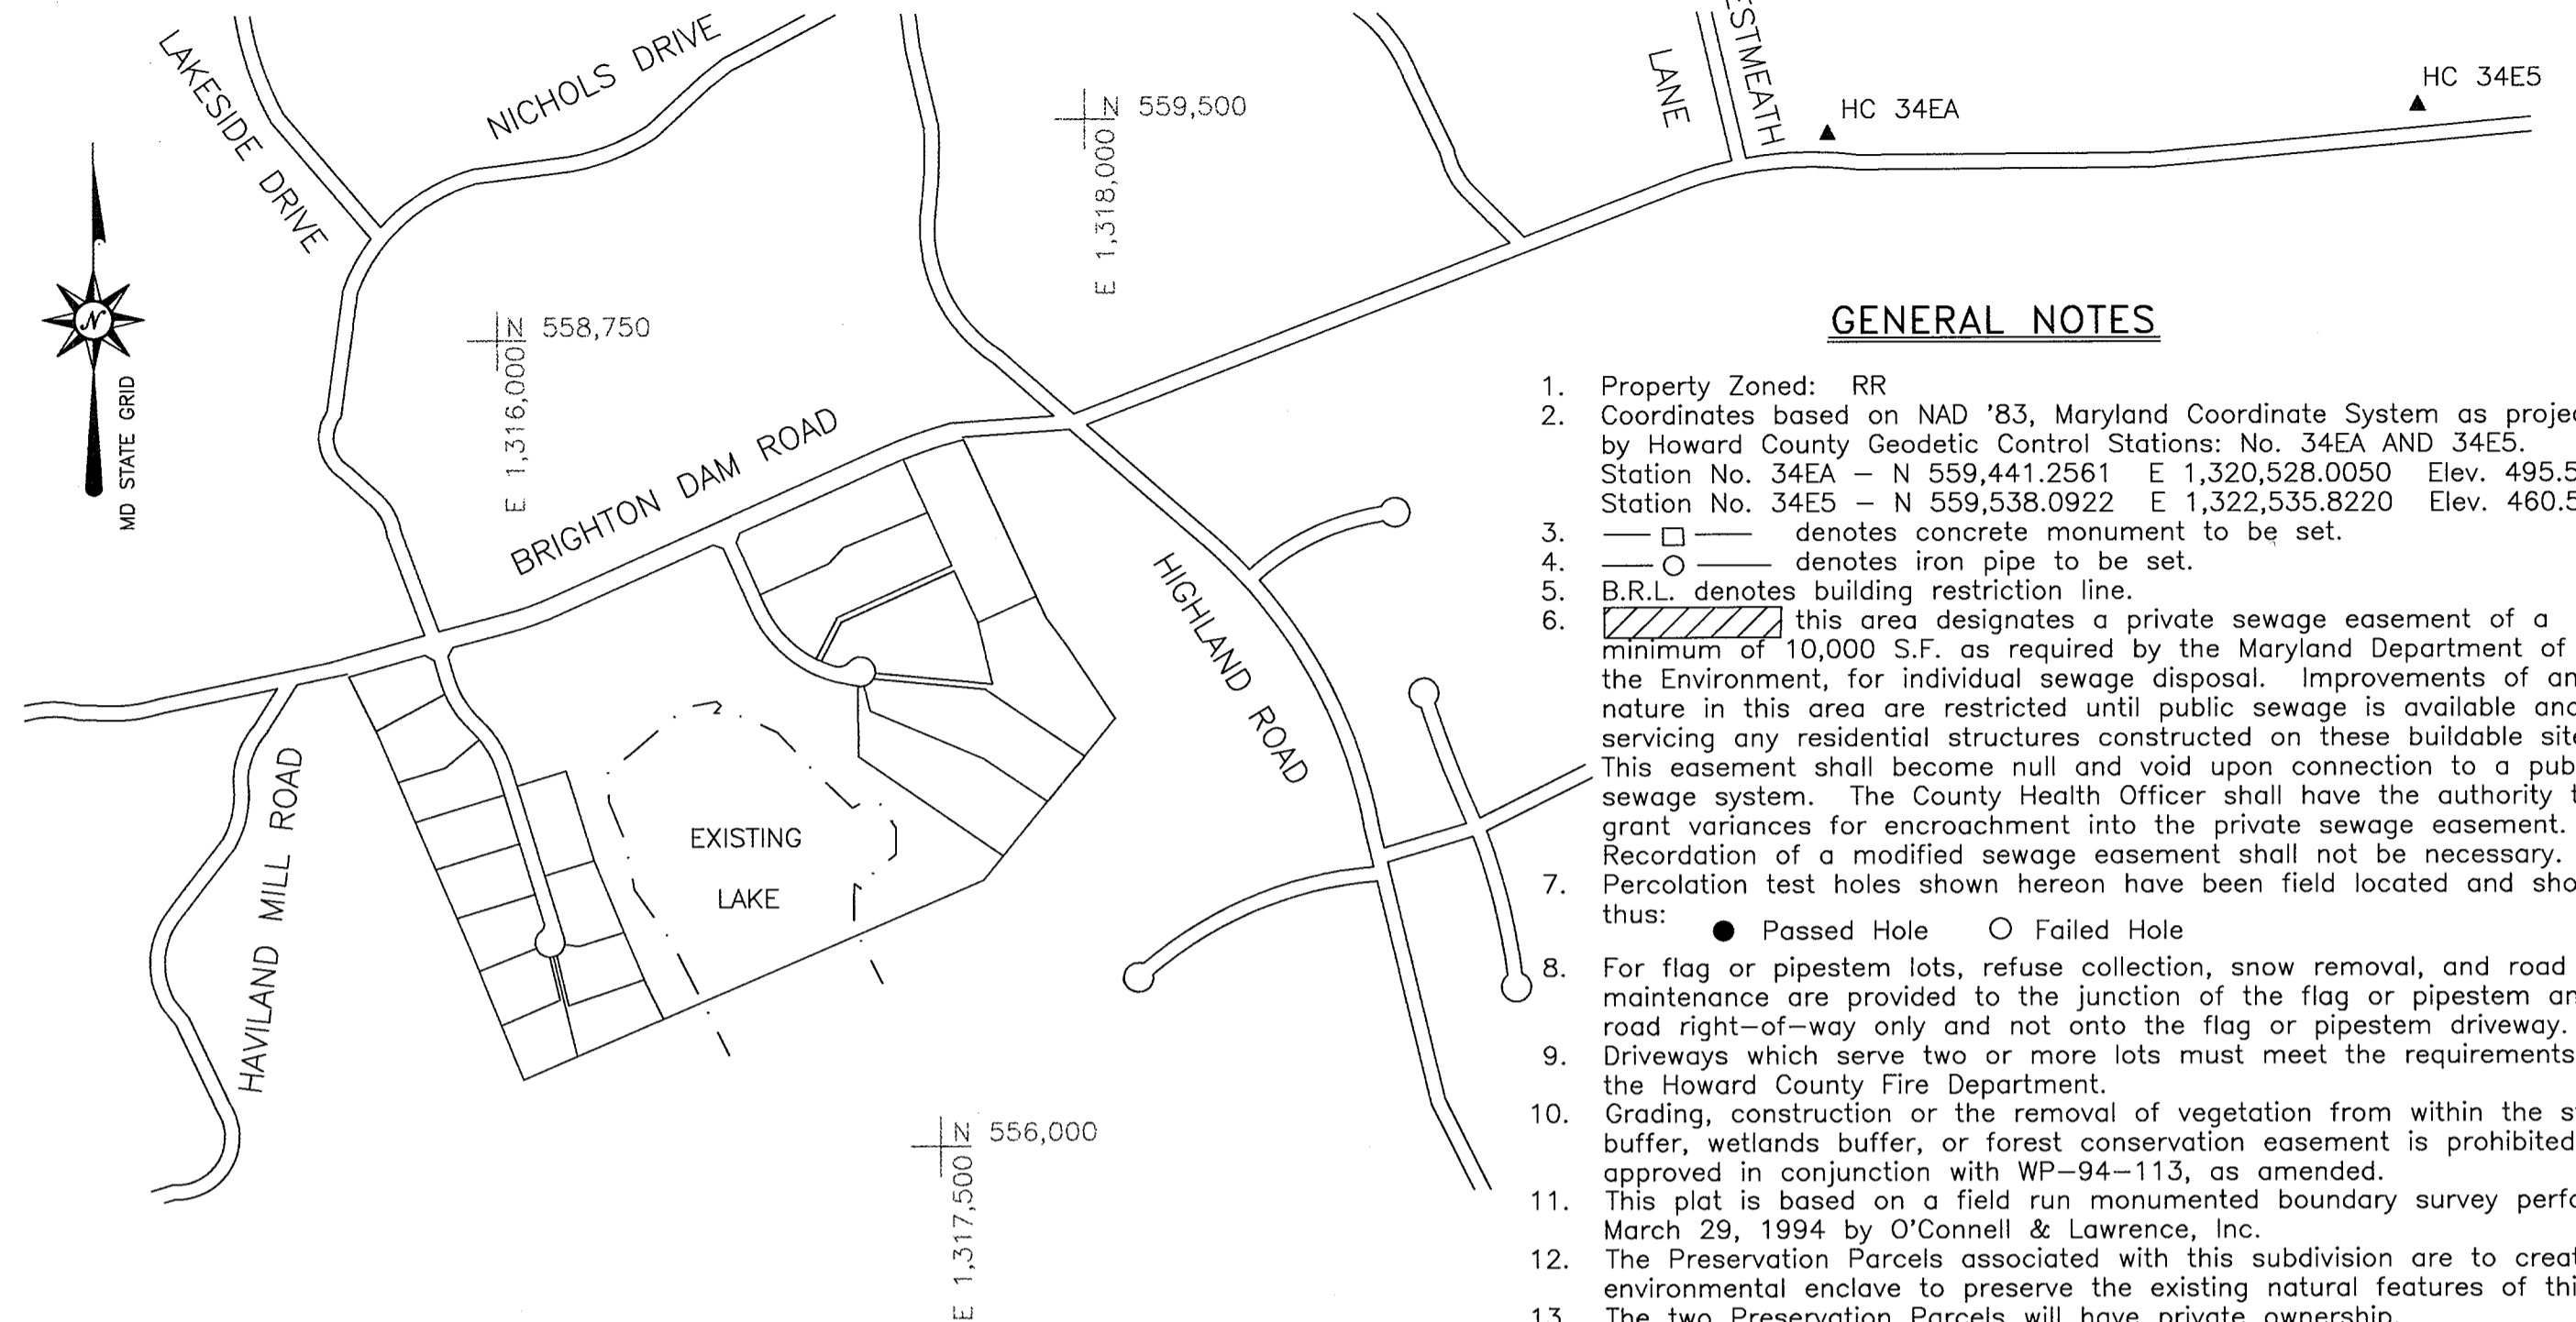 LAKESIDE DRIVE
NICHOLS DRIVE
LANE
HC 34EA
HC 34E5
N 559,500
E 1,318,000
N 558,750
E 1,316,000
N
MD STATE GRID
BRIGHTON DAM ROAD
HIGHLAND ROAD
HAVILAND MILL ROAD
EXISTING
LAKE
N 556,000
E 1,317,500
GENERAL NOTES
1. Property Zoned: RR
2. Coordinates based on NAD '83, Maryland Coordinate System as
by Howard County Geodetic Control Stations: No. 34EA AND 34E5.
Station No. 34EA – N 559,441.2561 E 1,320,528.0050 Elev. 495.5
Station No. 34E5 – N 559,538.0922 E 1,322,535.8220 Elev. 460.5
3. denotes concrete monument to be set.
4. denotes iron pipe to be set.
5. B.R.L. denotes building restriction line.
6. this area designates a private sewage easement of a
minimum of 10,000 S.F. as required by the Maryland Department of
the Environment, for individual sewage disposal. Improvements of
nature in this area are restricted until public sewage is available
servicing any residential structures constructed on these buildable
This easement shall become null and void upon connection to a
sewage system. The County Health Officer shall have the authority
grant variances for encroachment into the private sewage easement.
Recordation of a modified sewage easement shall not be necessary.
7. Percolation test holes shown hereon have been field located and
thus: Passed Hole Failed Hole
8. For flag or pipestem lots, refuse collection, snow removal, and road
maintenance are provided to the junction of the flag or pipestem
road right–of–way only and not onto the flag or pipestem driveway.
9. Driveways which serve two or more lots must meet the requirements
the Howard County Fire Department.
10. Grading, construction or the removal of vegetation from within the
buffer, wetlands buffer, or forest conservation easement is prohibited
approved in conjunction with WP–94–113, as amended.
11. This plat is based on a field run monumented boundary survey
March 29, 1994 by O'Connell & Lawrence, Inc.
12. The Preservation Parcels associated with this subdivision are to
environmental enclave to preserve the existing natural features of
13. The two Preservation Parcels will have private ownership.